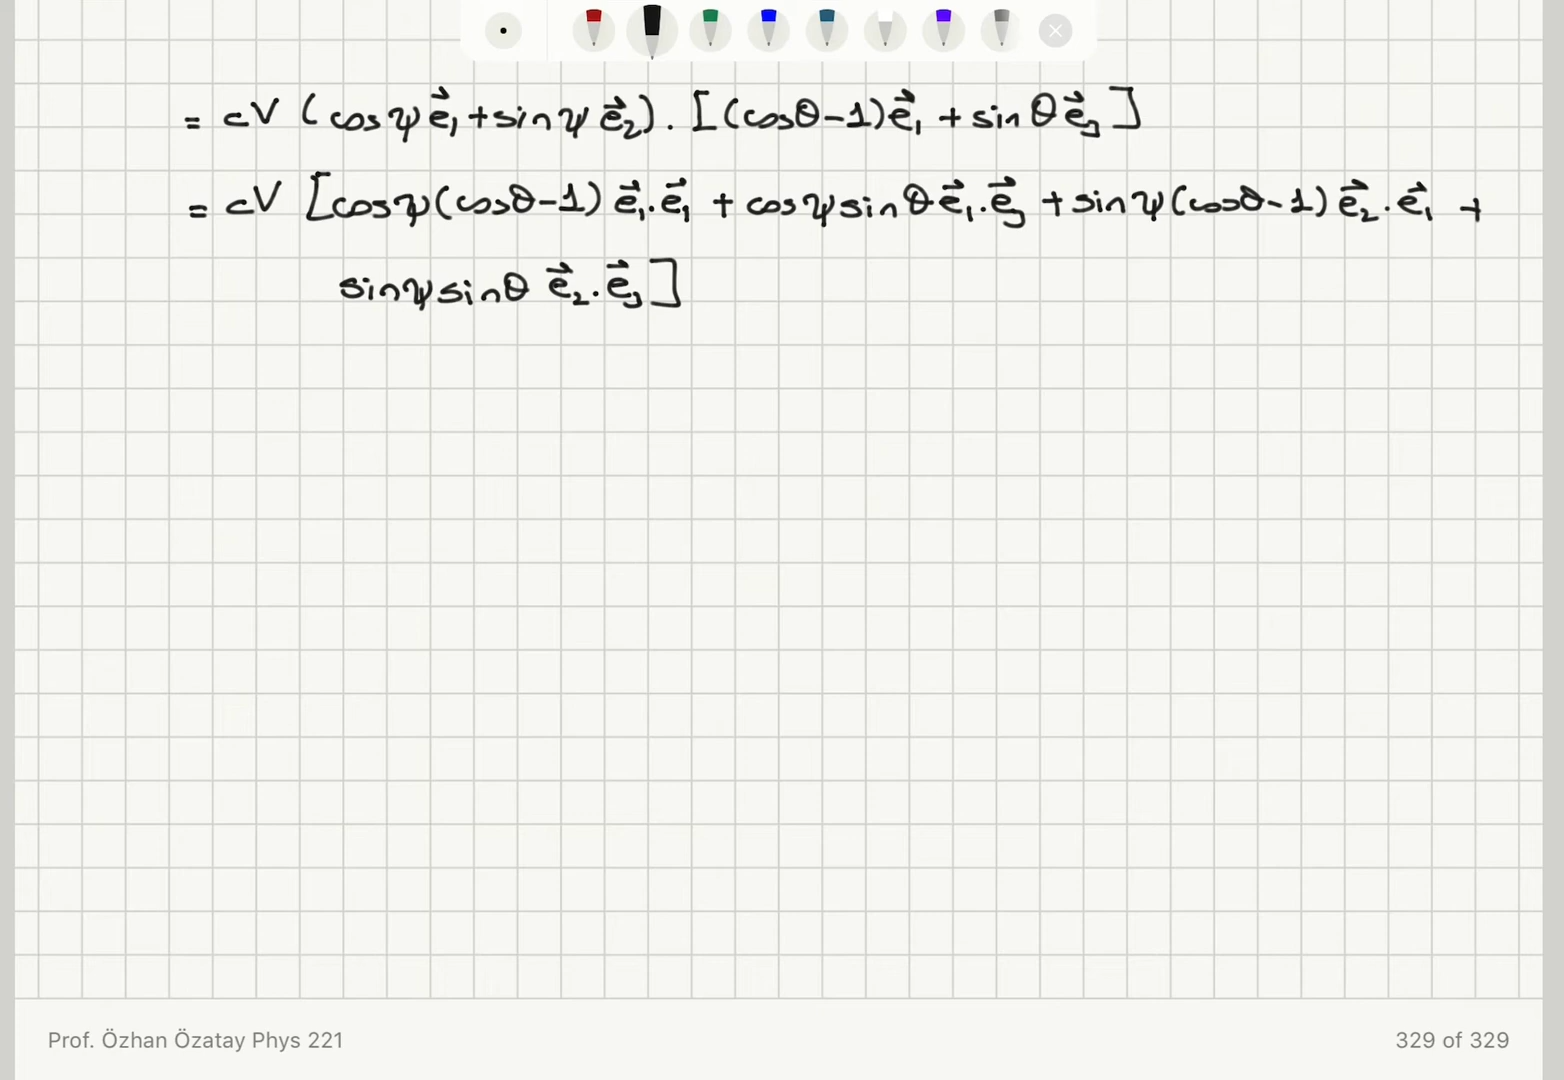 = cV (cosψ e⃗₁ + sinψ e⃗₂) . [(cosθ-1) e⃗₁ + sinθ e⃗₃]
= cV [cosψ(cosθ-1) e⃗₁.e⃗₁ + cosψ sinθ e⃗₁.e⃗₃ + sinψ(cosθ-1) e⃗₂.e⃗₁ +
sinψ sinθ e⃗₂.e⃗₃]
Prof. Özhan Özatay Phys 221
329 of 329